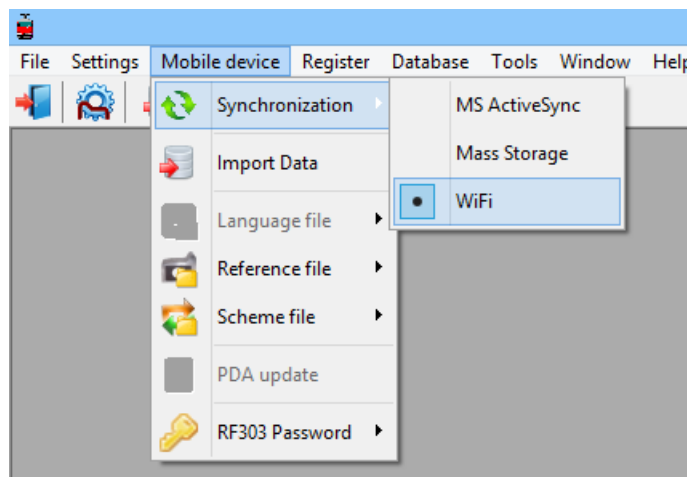 File Settings Mobile device Register Database Tools Window Help
Synchronization
MS ActiveSync
Mass Storage
WiFi
Import Data
Language file
Reference file
Scheme file
PDA update
RF303 Password